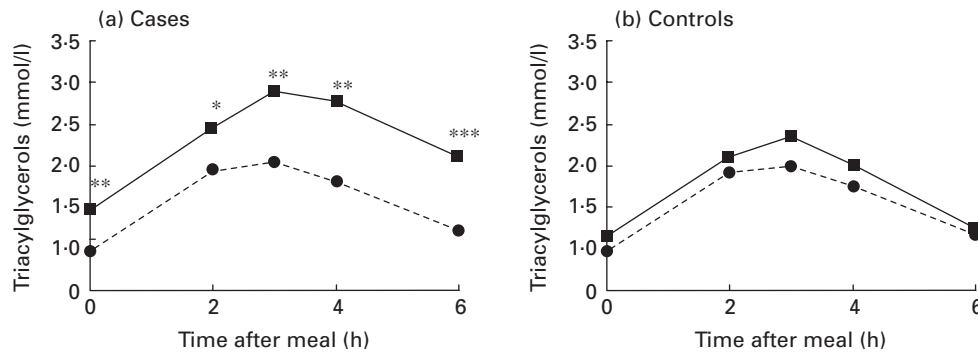 (a) Cases
3·5
3·0
2·5
2·0
1·5
1·0
0
Triacylglycerols (mmol/l)
**
*
**
**
***
0 2 4 6
Time after meal (h)
(b) Controls
3·5
3·0
2·5
2·0
1·5
1·0
0
Triacylglycerols (mmol/l)
0 2 4 6
Time after meal (h)